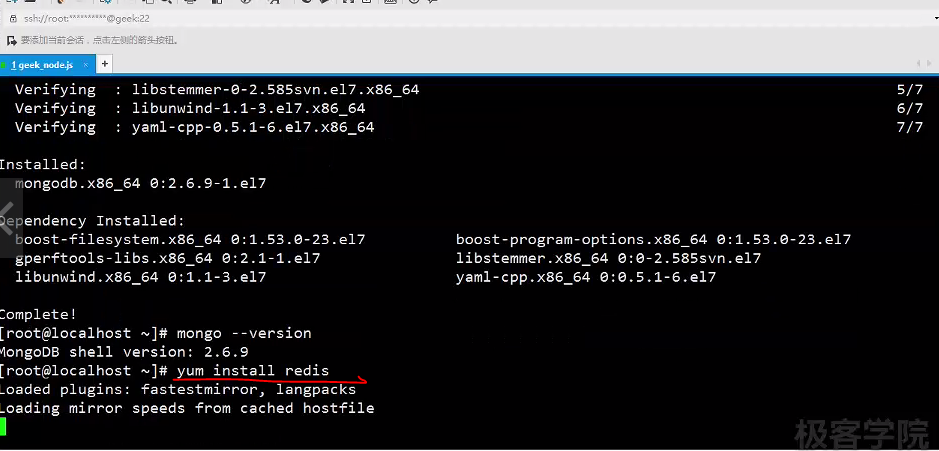 ssh://root:**********@geek:22
要添加当前会话，点击左侧的箭头按钮。
1 geek_node.js × +
Verifying : libstemmer-0-2.585svn.el7.x86_64 5/7
Verifying : libunwind-1.1-3.el7.x86_64 6/7
Verifying : yaml-cpp-0.5.1-6.el7.x86_64 7/7
Installed:
mongodb.x86_64 0:2.6.9-1.el7
Dependency Installed:
boost-filesystem.x86_64 0:1.53.0-23.el7 boost-program-options.x86_64 0:1.53.0-23.el7
gperftools-libs.x86_64 0:2.1-1.el7 libstemmer.x86_64 0:0-2.585svn.el7
libunwind.x86_64 0:1.1-3.el7 yaml-cpp.x86_64 0:0.5.1-6.el7
Complete!
[root@localhost ~]# mongo --version
MongoDB shell version: 2.6.9
[root@localhost ~]# yum install redis
Loaded plugins: fastestmirror, langpacks
Loading mirror speeds from cached hostfile
极客学院